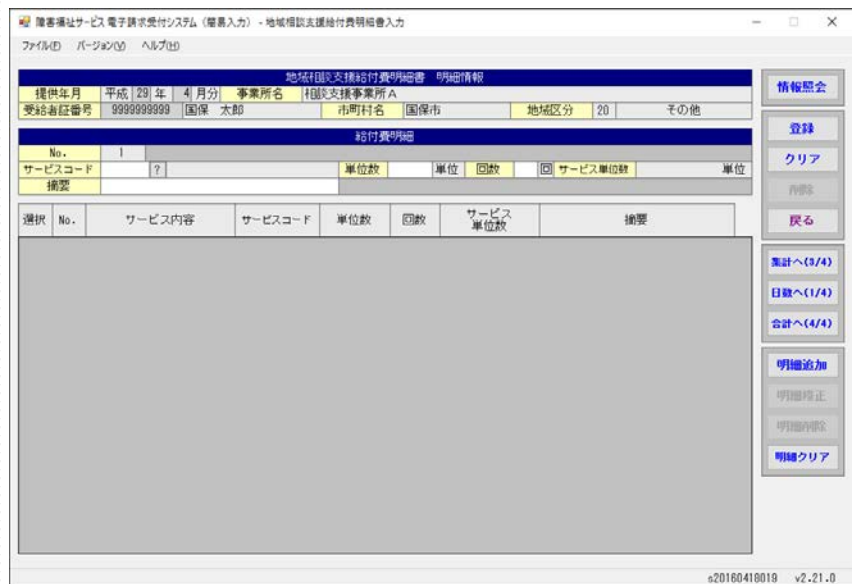 障害福祉サービス電子請求受付システム（簡易入力） - 地域相談支援給付費明細書入力
ファイル(F) バージョン(V) ヘルプ(H)
地域相談支援給付費明細書 明細情報
提供年月 平成 29 年 4 月分 事業所名 相談支援事業所A
受給者証番号 9999999999 国保 太郎 市町村名 国保市 地域区分 20 その他
給付費明細
No. 1
サービスコード ? 単位数 単位 回数 回 サービス単位数 単位
摘要
選択 No. サービス内容 サービスコード 単位数 回数 サービス単位数 摘要
情報照会
登録
クリア
削除
戻る
集計へ(3/4)
日数へ(1/4)
合計へ(4/4)
明細追加
明細修正
明細削除
明細クリア
s20160418019 v2.21.0